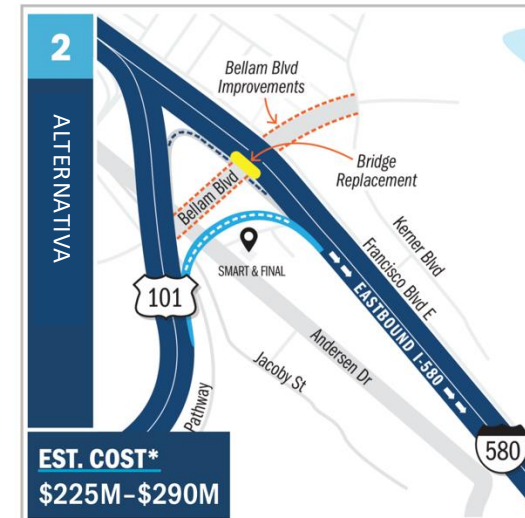 2
ALTERNATIVA
Bellam Blvd
Improvements
Bridge
Replacement
Bellam Blvd
Kerner Blvd
Francisco Blvd E
SMART & FINAL
101
EASTBOUND I-580
Andersen Dr
Jacoby St
Pathway
580
EST. COST*
$225M–$290M